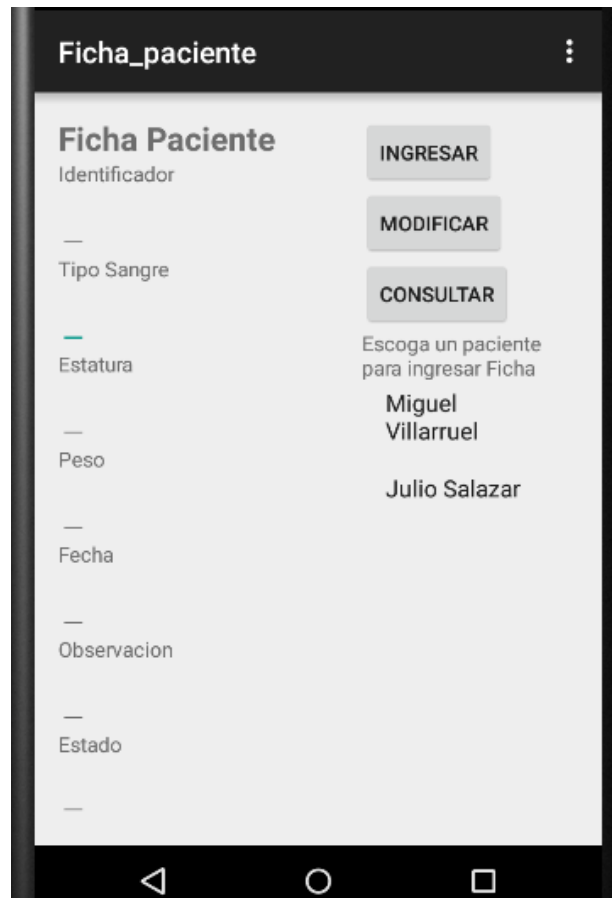 Ficha_paciente
Ficha Paciente
Identificador
Tipo Sangre
Estatura
Peso
Fecha
Observacion
Estado
INGRESAR
MODIFICAR
CONSULTAR
Escoga un paciente
para ingresar Ficha
Miguel
Villarruel
Julio Salazar